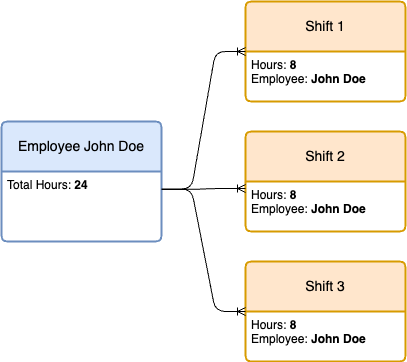 Employee John Doe
Total Hours: 24
Shift 1
Hours: 8
Employee: John Doe
Shift 2
Hours: 8
Employee: John Doe
Shift 3
Hours: 8
Employee: John Doe